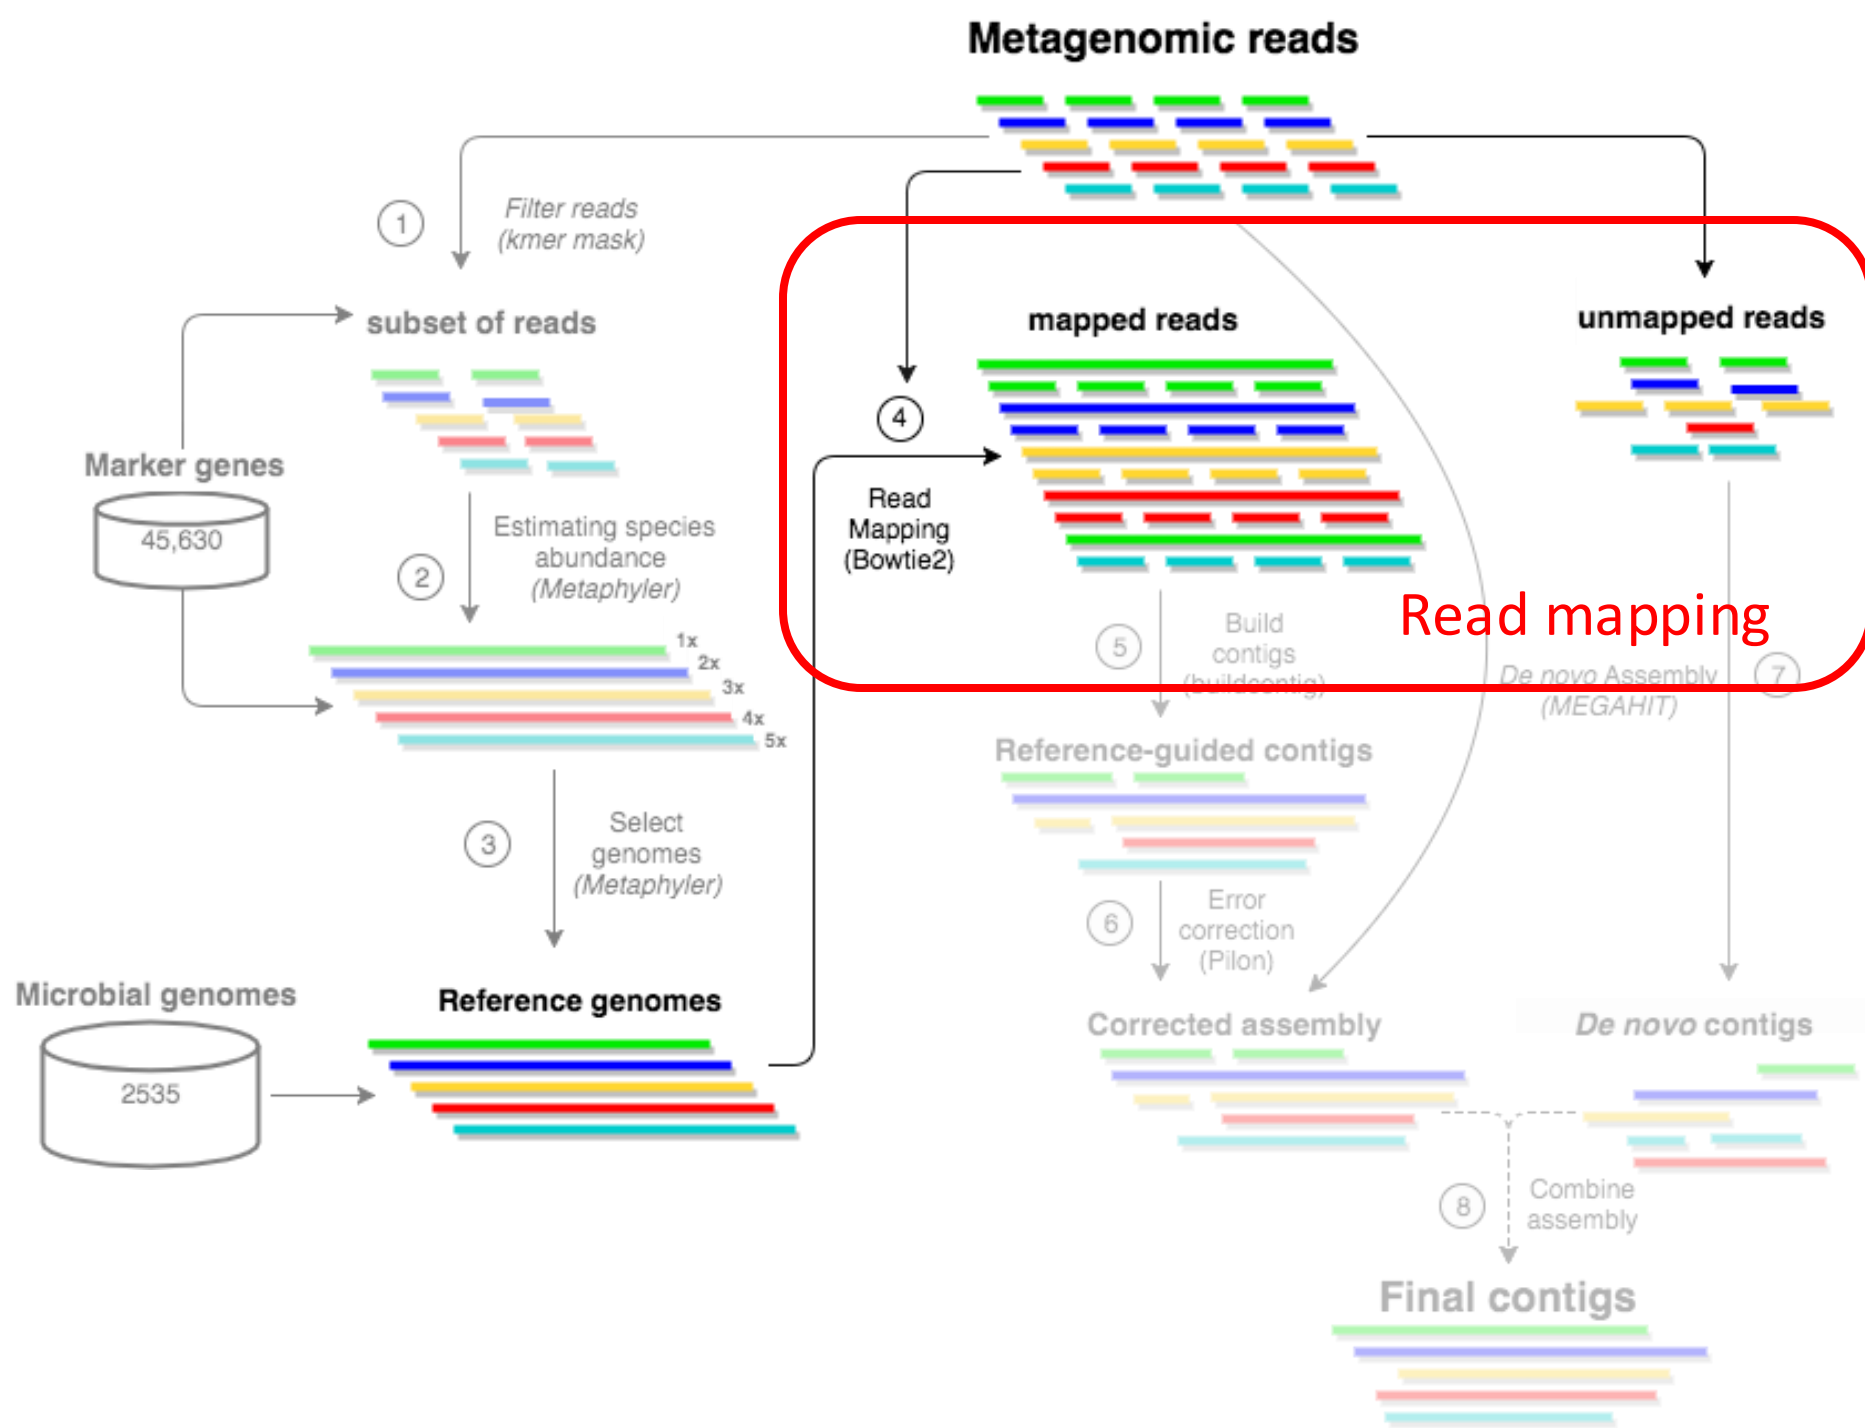 Metagenomic reads
1
Filter reads
(kmer mask)
subset of reads
mapped reads
unmapped reads
4
Read
Mapping
(Bowtie2)
Marker genes
45,630
2
Estimating species
abundance
(Metaphyler)
1x
2x
3x
4x
5x
5
Build
contigs
(buildcontig)
Read mapping
De novo Assembly
(MEGAHIT)
7
Reference-guided contigs
3
Select
genomes
(Metaphyler)
6
Error
correction
(Pilon)
Microbial genomes
2535
Reference genomes
Corrected assembly
De novo contigs
8
Combine
assembly
Final contigs